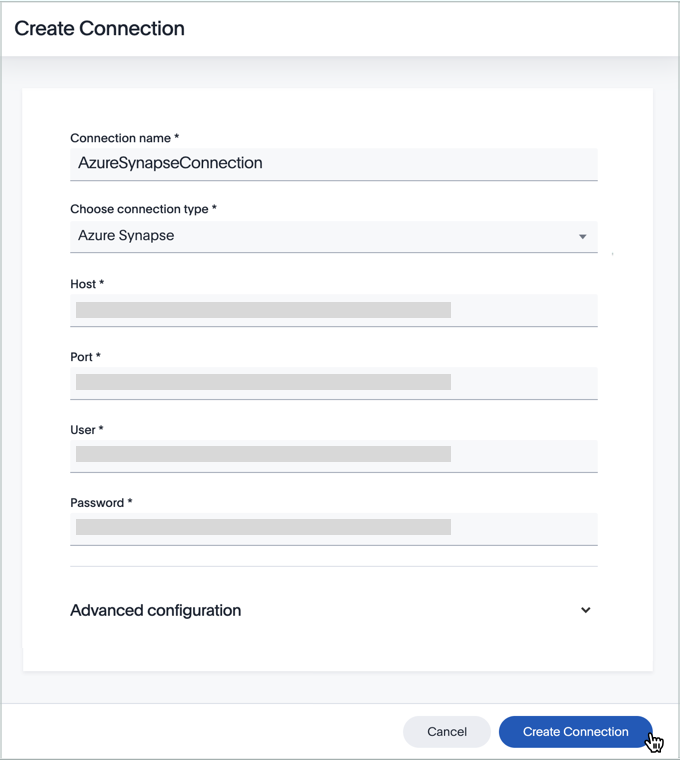 Create Connection
Connection name *
AzureSynapseConnection
Choose connection type *
Azure Synapse
Host *
Port *
User *
Password *
Advanced configuration
Cancel
Create Connection